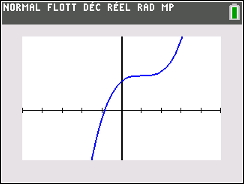 NORMAL FLOTT DÉC RÉEL RAD MP